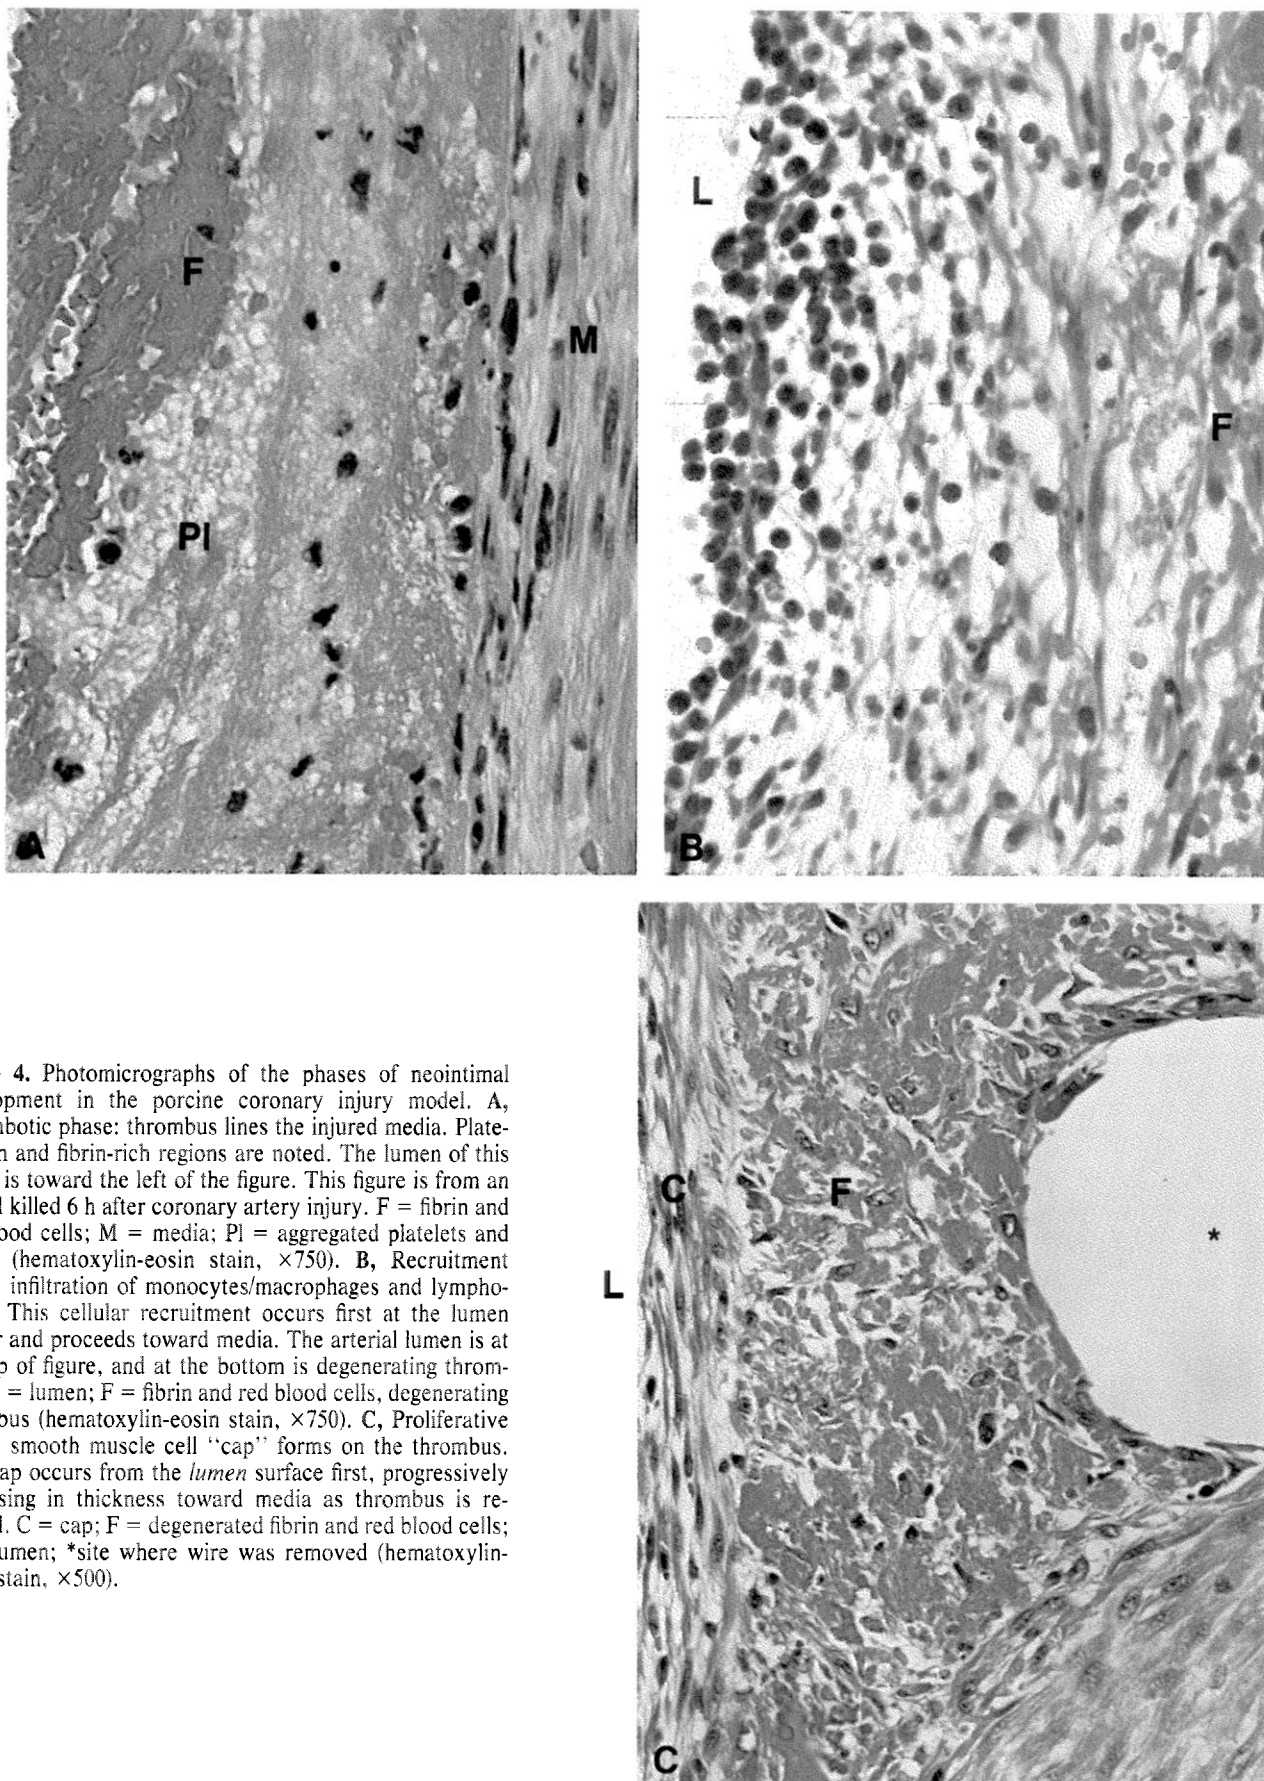 F
M
Pl
A
L
F
B
4. Photomicrographs of the phases of neointimal
opment in the porcine coronary injury model. A,
nbotic phase: thrombus lines the injured media. Plate-
n and fibrin-rich regions are noted. The lumen of this
is toward the left of the figure. This figure is from an
l killed 6 h after coronary artery injury. F = fibrin and
ood cells; M = media; Pl = aggregated platelets and
(hematoxylin-eosin stain, ×750). B, Recruitment
infiltration of monocytes/macrophages and lympho-
This cellular recruitment occurs first at the lumen
r and proceeds toward media. The arterial lumen is at
p of figure, and at the bottom is degenerating throm-
= lumen; F = fibrin and red blood cells, degenerating
bus (hematoxylin-eosin stain, ×750). C, Proliferative
smooth muscle cell “cap” forms on the thrombus.
ap occurs from the lumen surface first, progressively
sing in thickness toward media as thrombus is re-
l. C = cap; F = degenerated fibrin and red blood cells;
umen; *site where wire was removed (hematoxylin-
stain, ×500).
C
F
*
L
C